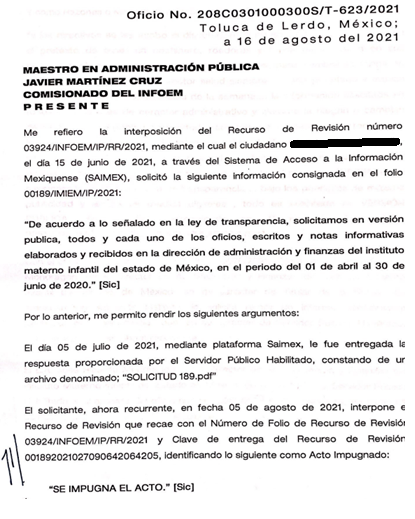 Oficio No. 208C0301000300S/T-623/2021
Toluca de Lerdo, México;
a 16 de agosto del 2021
MAESTRO EN ADMINISTRACIÓN PÚBLICA
JAVIER MARTÍNEZ CRUZ
COMISIONADO DEL INFOEM
P R E S E N T E
Me refiero la interposición del Recurso de Revisión número
03924/INFOEM/IP/RR/2021, mediante el cual el ciudadano ,
el día 15 de junio de 2021, a través del Sistema de Acceso a la Información
Mexiquense (SAIMEX), solicitó la siguiente información consignada en el folio
00189/IMIEM/IP/2021:
"De acuerdo a lo señalado en la ley de transparencia, solicitamos en versión
publica, todos y cada uno de los oficios, escritos y notas informativas
elaborados y recibidos en la dirección de administración y finanzas del instituto
materno infantil del estado de México, en el periodo del 01 de abril al 30 de
junio de 2020." [Sic]
Por lo anterior, me permito rendir los siguientes argumentos:
El día 05 de julio de 2021, mediante plataforma Saimex, le fue entregada la
respuesta proporcionada por el Servidor Público Habilitado, constando de un
archivo denominado; "SOLICITUD 189.pdf"
El solicitante, ahora recurrente, en fecha 05 de agosto de 2021, interpone el
Recurso de Revisión que recae con el Número de Folio de Recurso de Revisión
03924/INFOEM/IP/RR/2021 y Clave de entrega del Recurso de Revisión
001892021027090642064205, identificando lo siguiente como Acto Impugnado:
"SE IMPUGNA EL ACTO." [Sic]